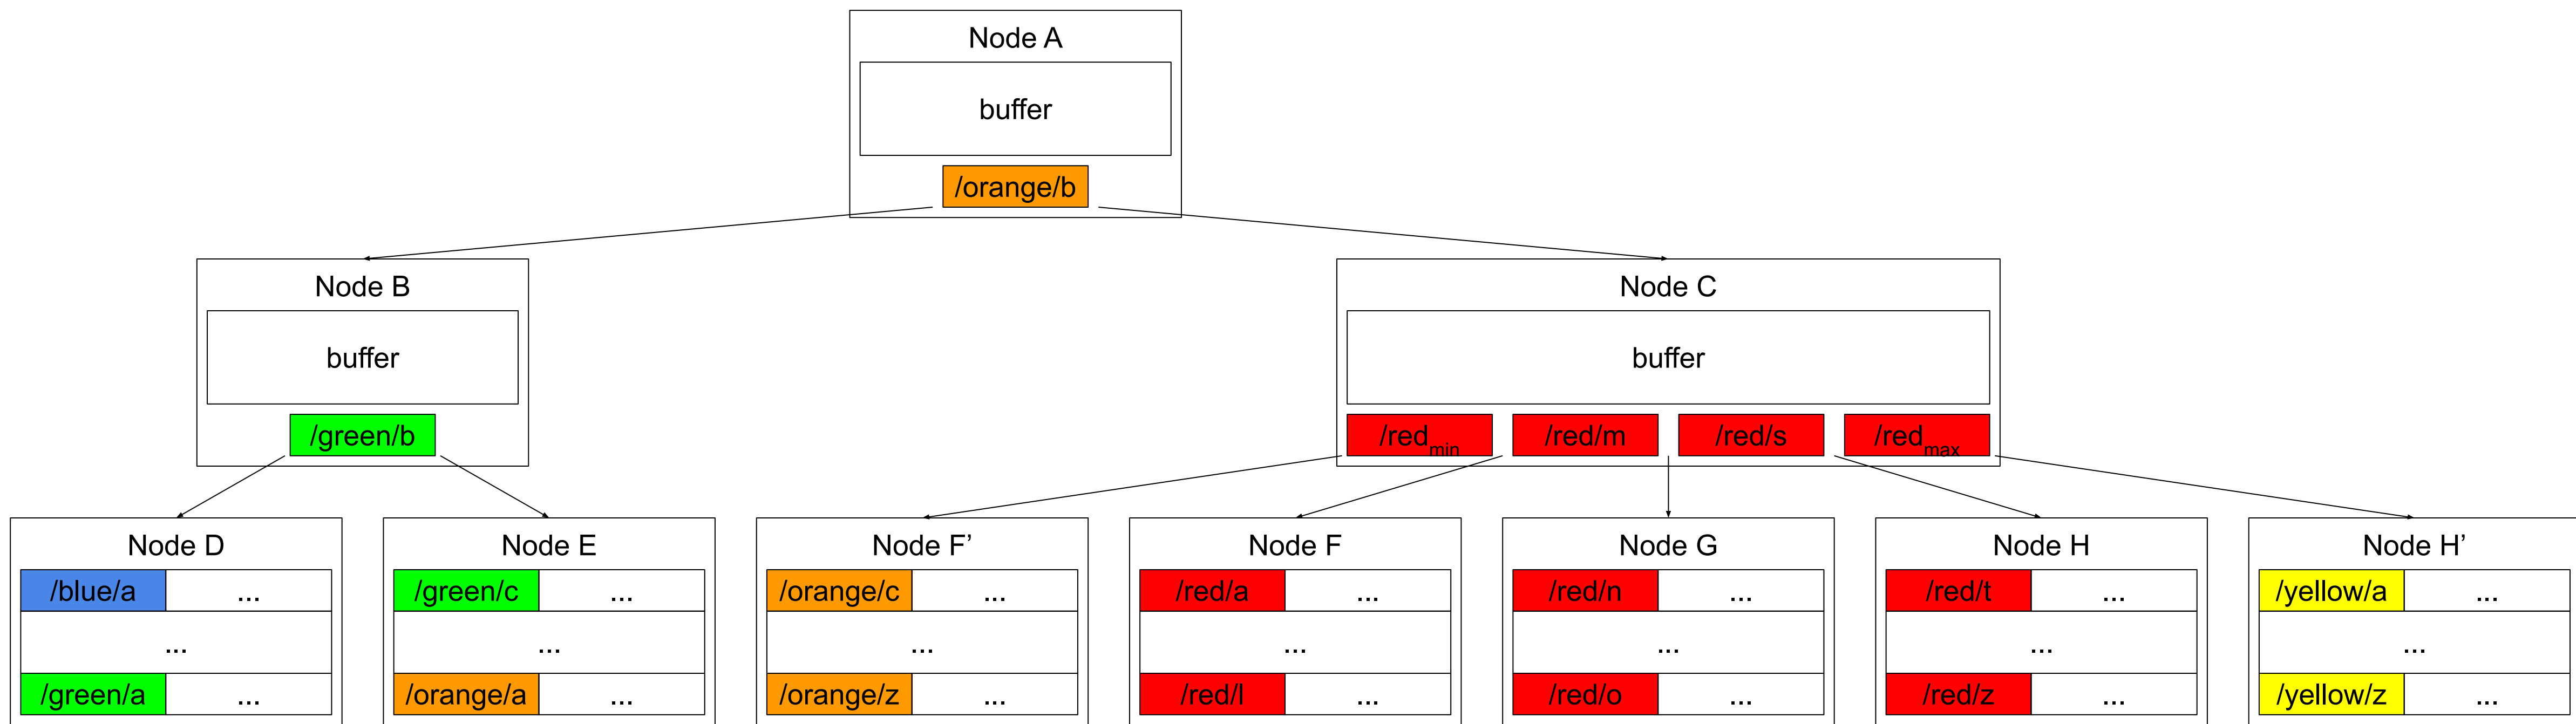 Node A
buffer
/orange/b
Node B
buffer
/green/b
Node C
buffer
/redmin /red/m /red/s /redmax
Node D
/blue/a ...
...
/green/a ...
Node E
/green/c ...
...
/orange/a ...
Node F’
/orange/c ...
...
/orange/z ...
Node F
/red/a ...
...
/red/l ...
Node G
/red/n ...
...
/red/o ...
Node H
/red/t ...
...
/red/z ...
Node H’
/yellow/a ...
...
/yellow/z ...